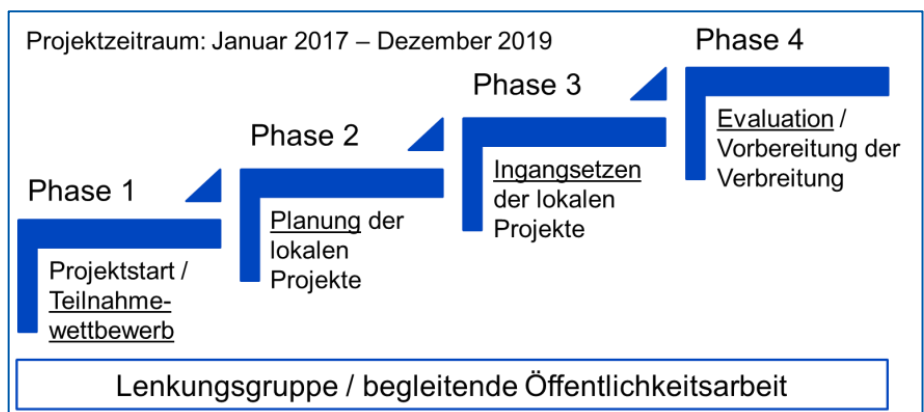 Projektzeitraum: Januar 2017 – Dezember 2019
Phase 1
Projektstart /
Teilnahme-
wettbewerb
Phase 2
Planung der
lokalen
Projekte
Phase 3
Ingangsetzen
der lokalen
Projekte
Phase 4
Evaluation /
Vorbereitung der
Verbreitung
Lenkungsgruppe / begleitende Öffentlichkeitsarbeit